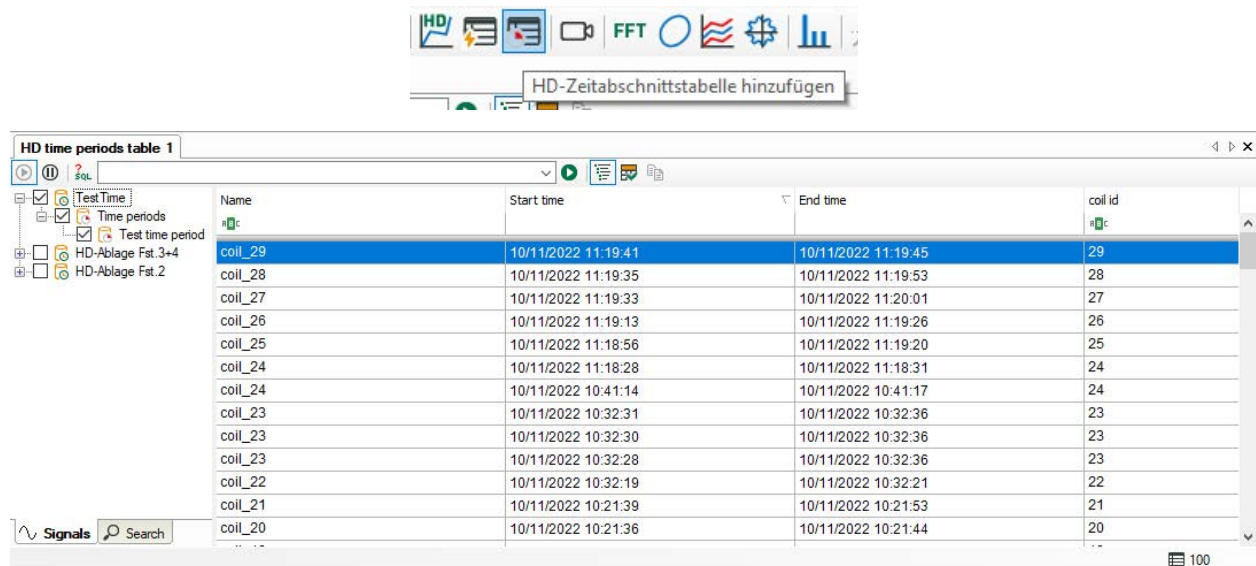 HD FFT
HD-Zeitabschnittstabelle hinzufügen
HD time periods table 1
? SQL
TestTime
Time periods
Test time period
HD-Ablage Fst.3+4
HD-Ablage Fst.2
Name Start time End time coil id
coil_29 10/11/2022 11:19:41 10/11/2022 11:19:45 29
coil_28 10/11/2022 11:19:35 10/11/2022 11:19:53 28
coil_27 10/11/2022 11:19:33 10/11/2022 11:20:01 27
coil_26 10/11/2022 11:19:13 10/11/2022 11:19:26 26
coil_25 10/11/2022 11:18:56 10/11/2022 11:19:20 25
coil_24 10/11/2022 11:18:28 10/11/2022 11:18:31 24
coil_24 10/11/2022 10:41:14 10/11/2022 10:41:17 24
coil_23 10/11/2022 10:32:31 10/11/2022 10:32:36 23
coil_23 10/11/2022 10:32:30 10/11/2022 10:32:36 23
coil_23 10/11/2022 10:32:28 10/11/2022 10:32:36 23
coil_22 10/11/2022 10:32:19 10/11/2022 10:32:21 22
coil_21 10/11/2022 10:21:39 10/11/2022 10:21:53 21
coil_20 10/11/2022 10:21:36 10/11/2022 10:21:44 20
Signals Search
100